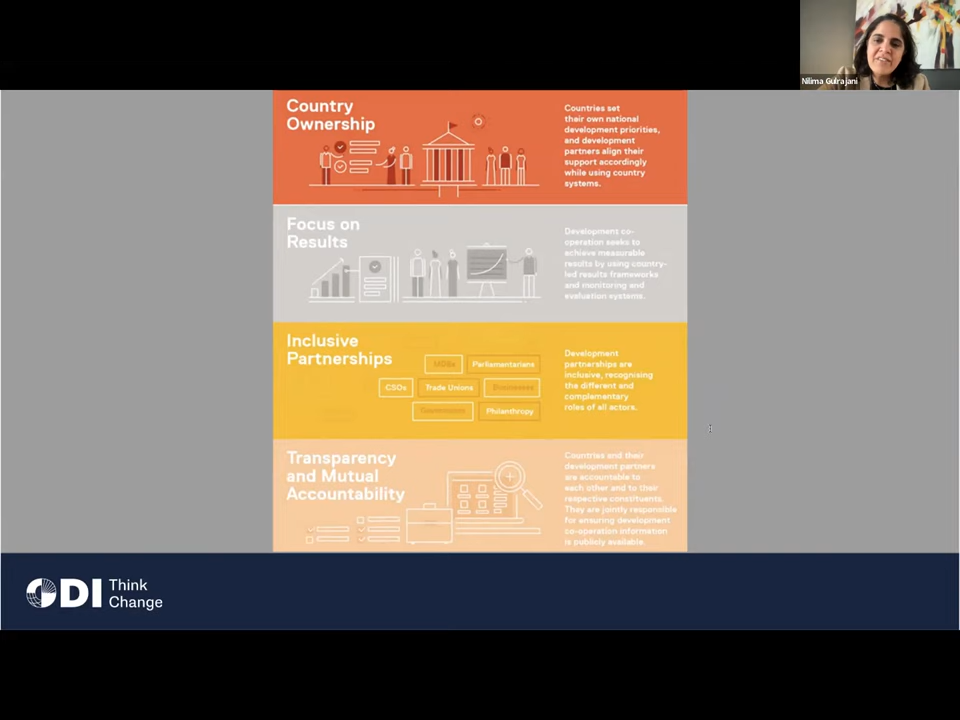 Nilima Gulrajani
Country
Ownership
Countries set
their own national
development priorities,
and development
partners align their
support accordingly
while using country
systems.
Focus on
Results
Development co-
operation seeks to
achieve measurable
results by using country-
led results frameworks
and monitoring and
evaluation systems.
Inclusive
Partnerships
MDBs Parliamentarians
CSOs Trade Unions Businesses
Governments Philanthropy
Development
partnerships are
inclusive, recognising
the different and
complementary
roles of all actors.
Transparency
and Mutual
Accountability
Countries and their
development partners
are accountable to
each other and to their
respective constituents.
They are jointly responsible
for ensuring development
co-operation information
is publicly available.
ODI Think
Change